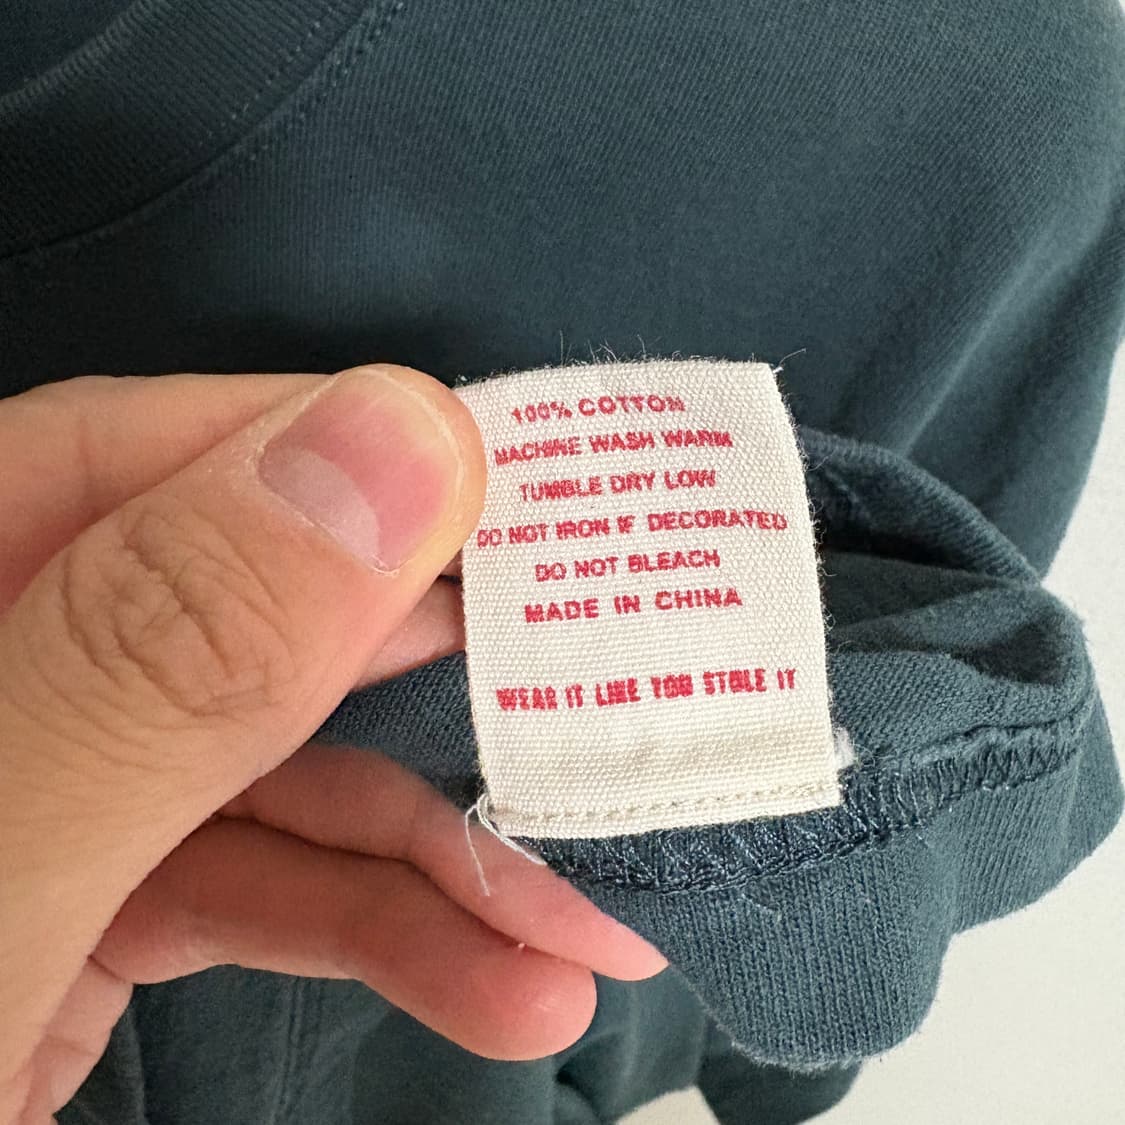 100% COTTON
MACHINE WASH WARM
TUMBLE DRY LOW
DO NOT IRON IF DECORATED
DO NOT BLEACH
MADE IN CHINA
WEAR IT LIKE YOU STOLE IT